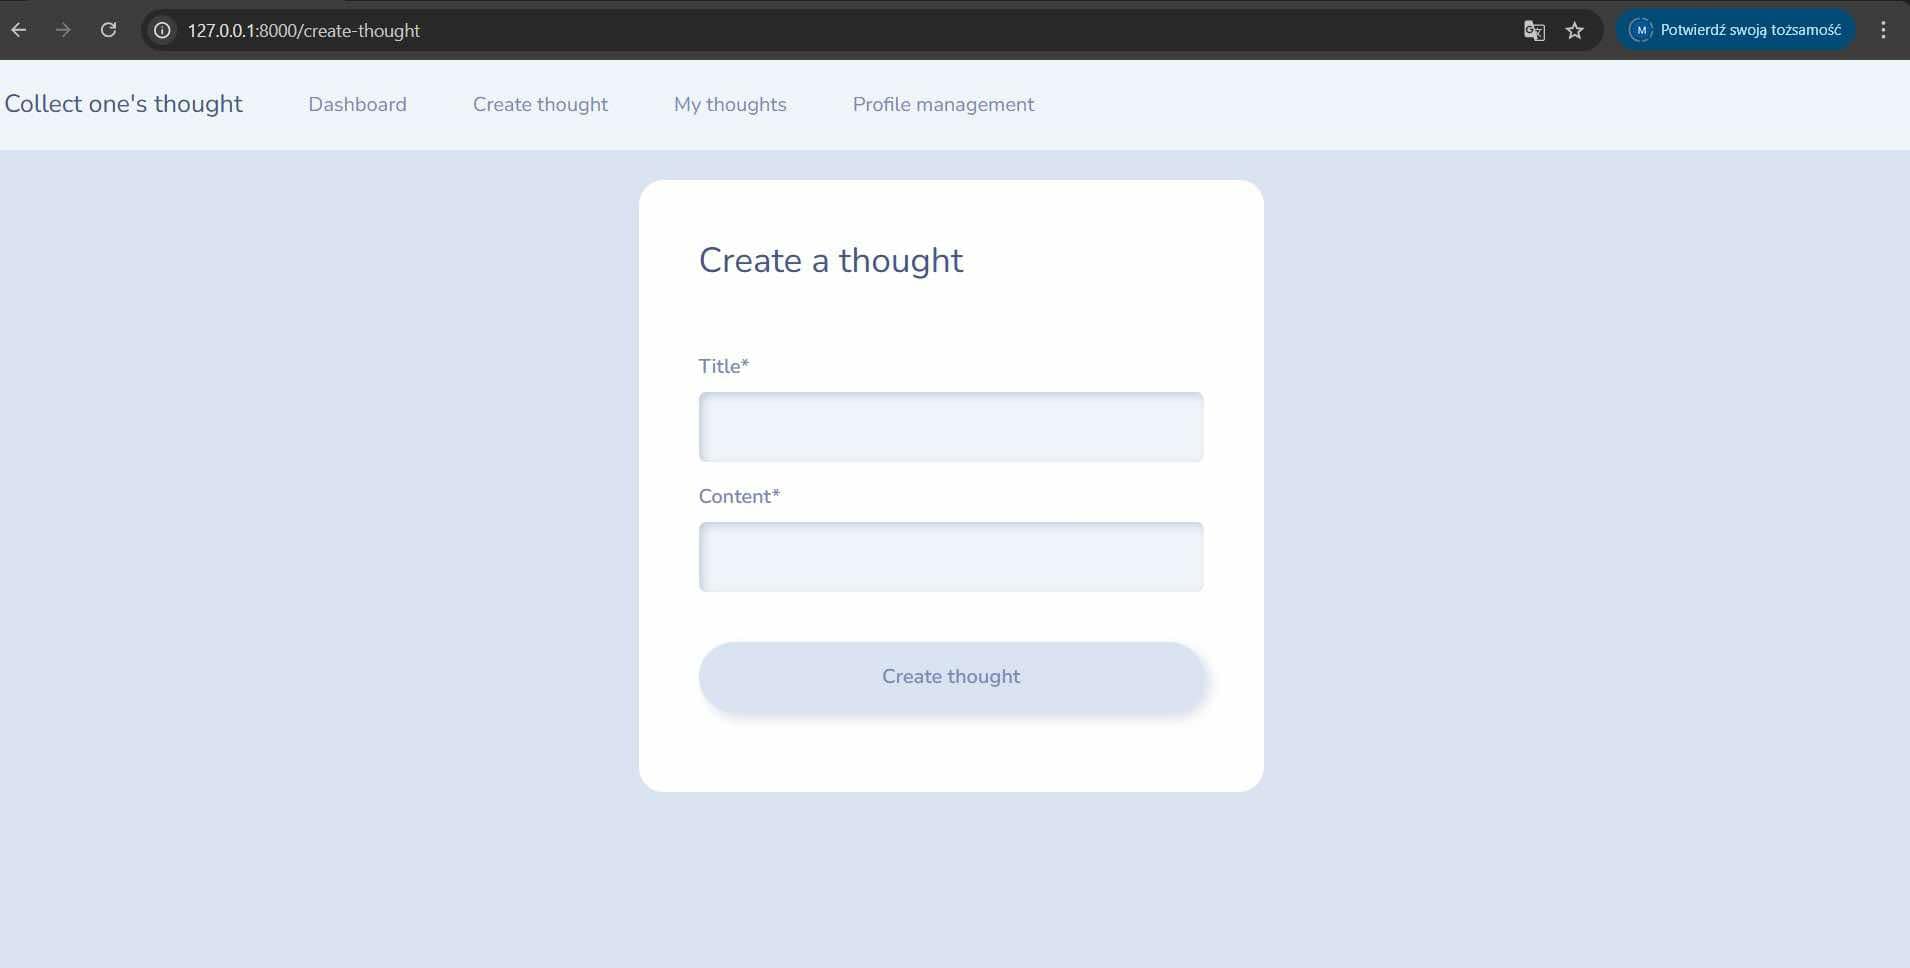 127.0.0.1:8000/create-thought
M Potwierdź swoją tożsamość
Collect one's thought Dashboard Create thought My thoughts Profile management
Create a thought
Title*
Content*
Create thought